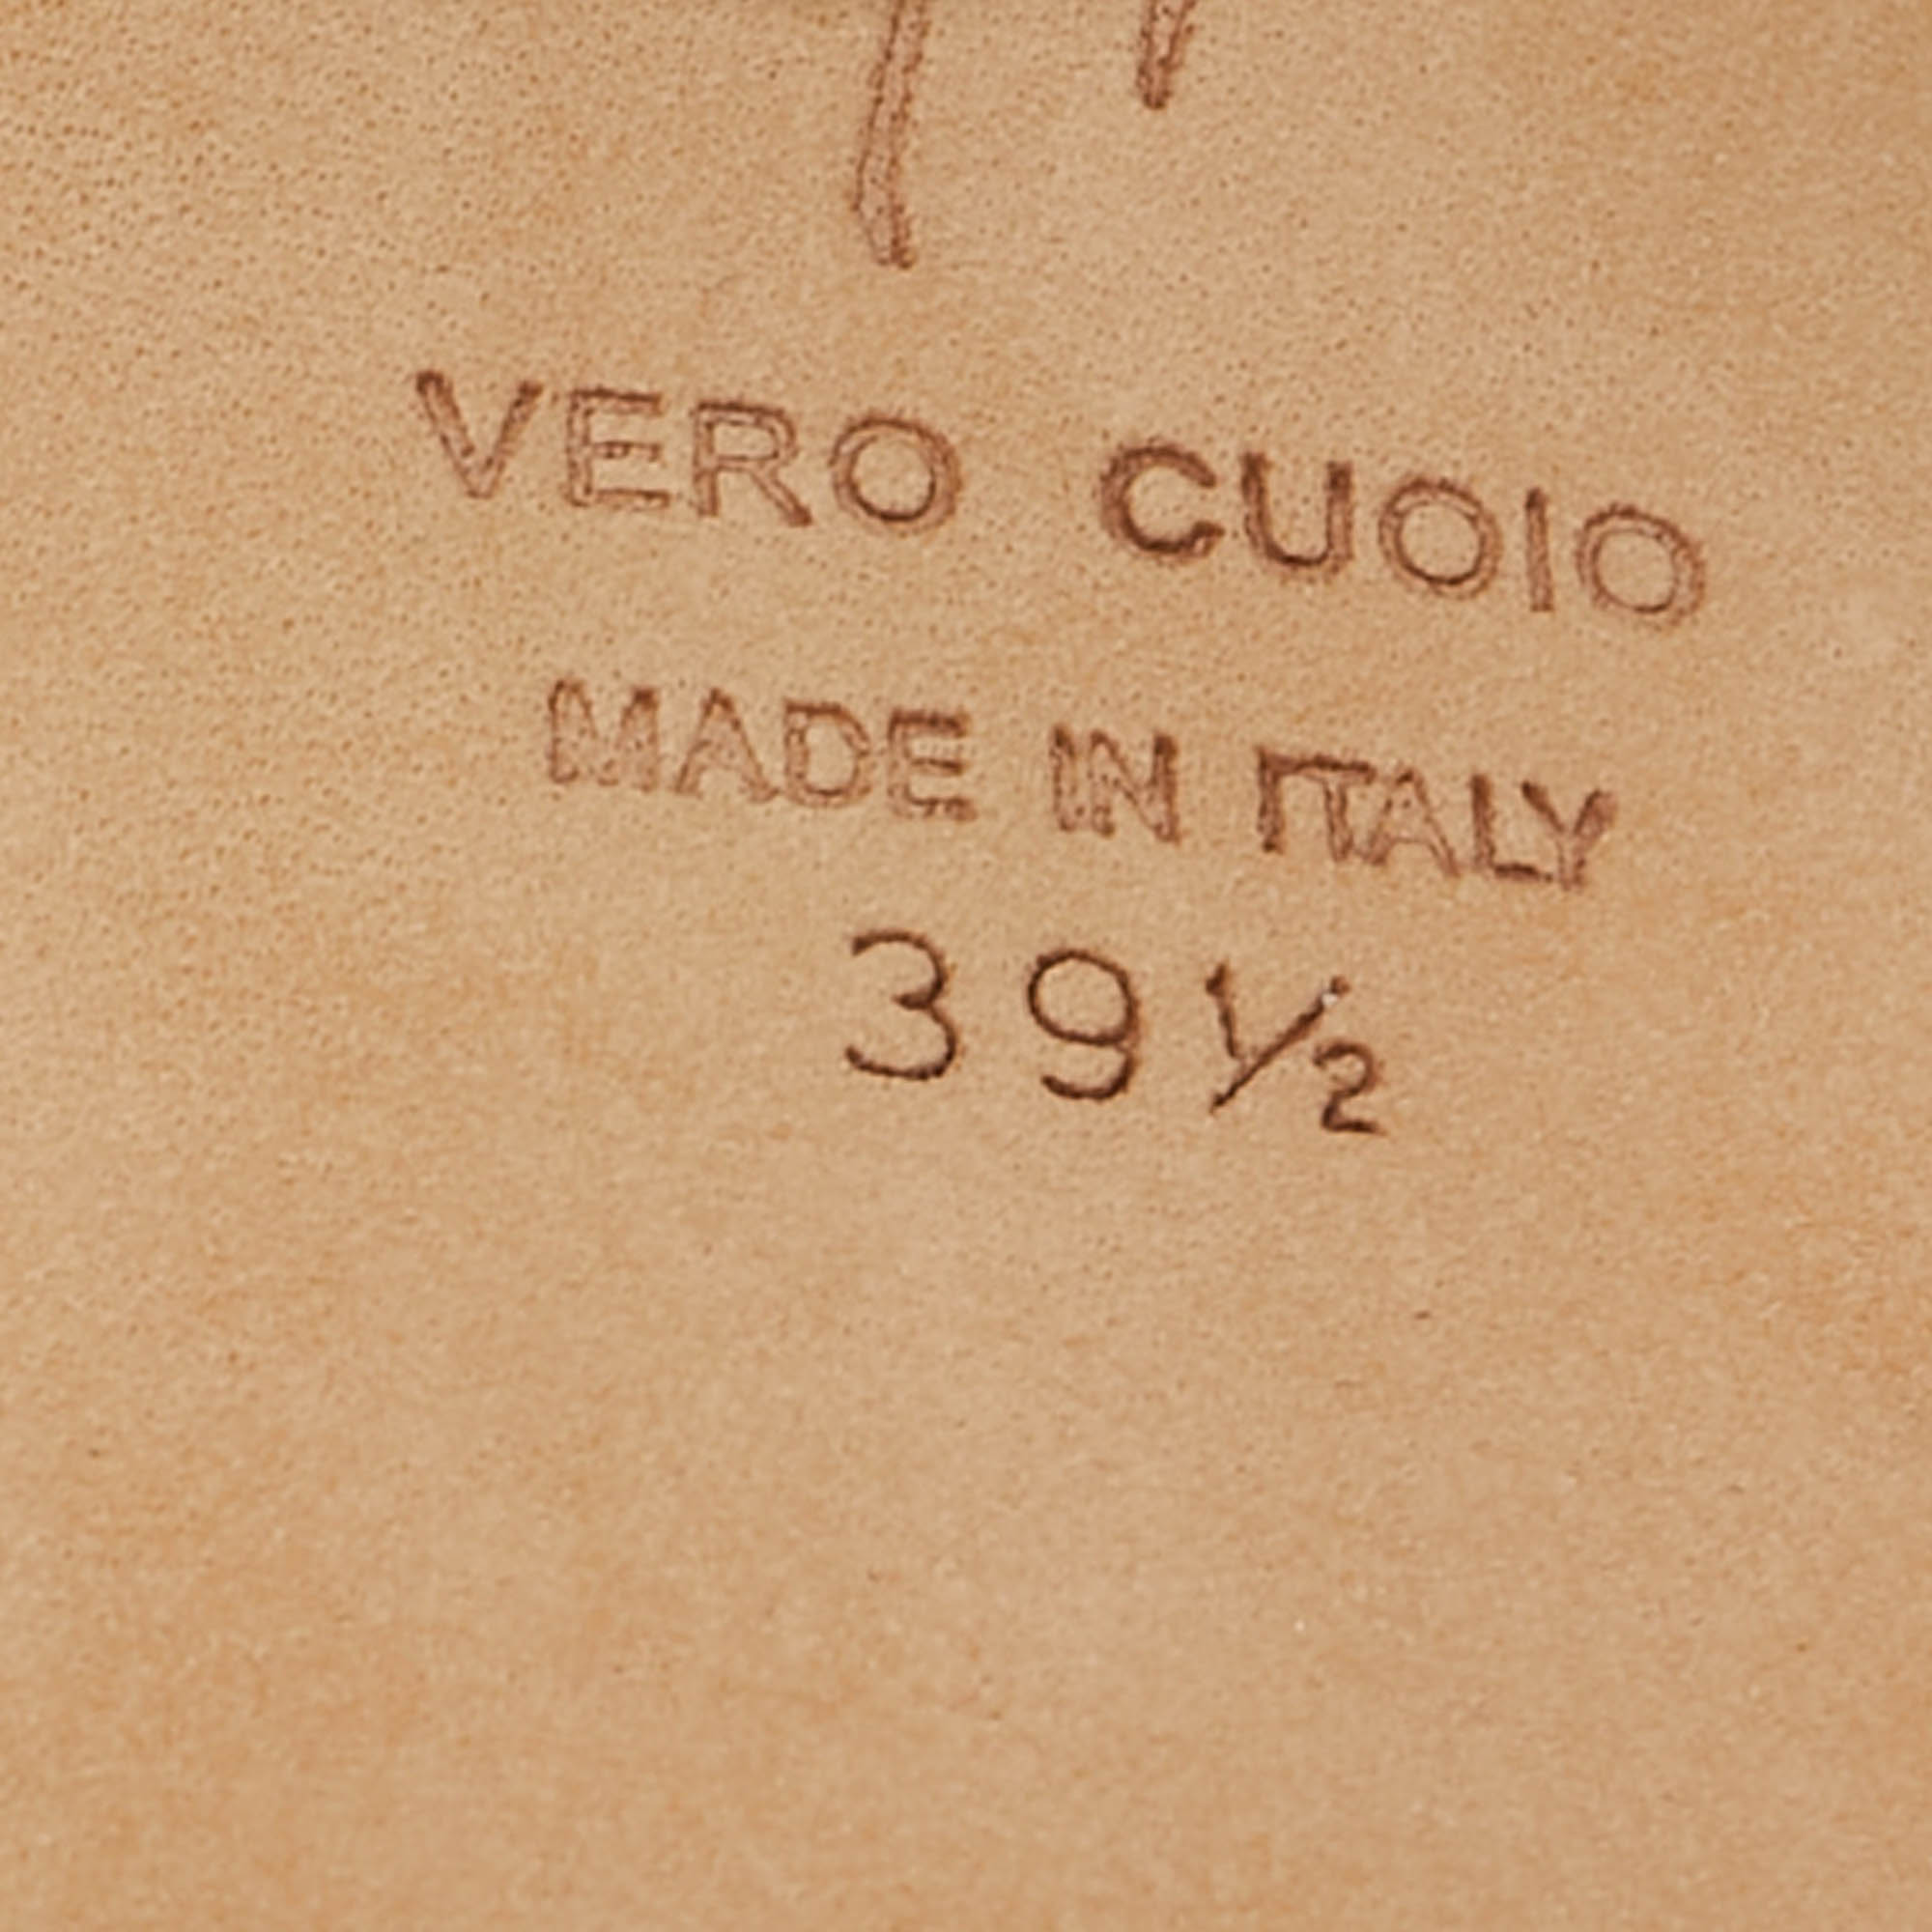 VERO CUOIO
MADE IN ITALY
39½